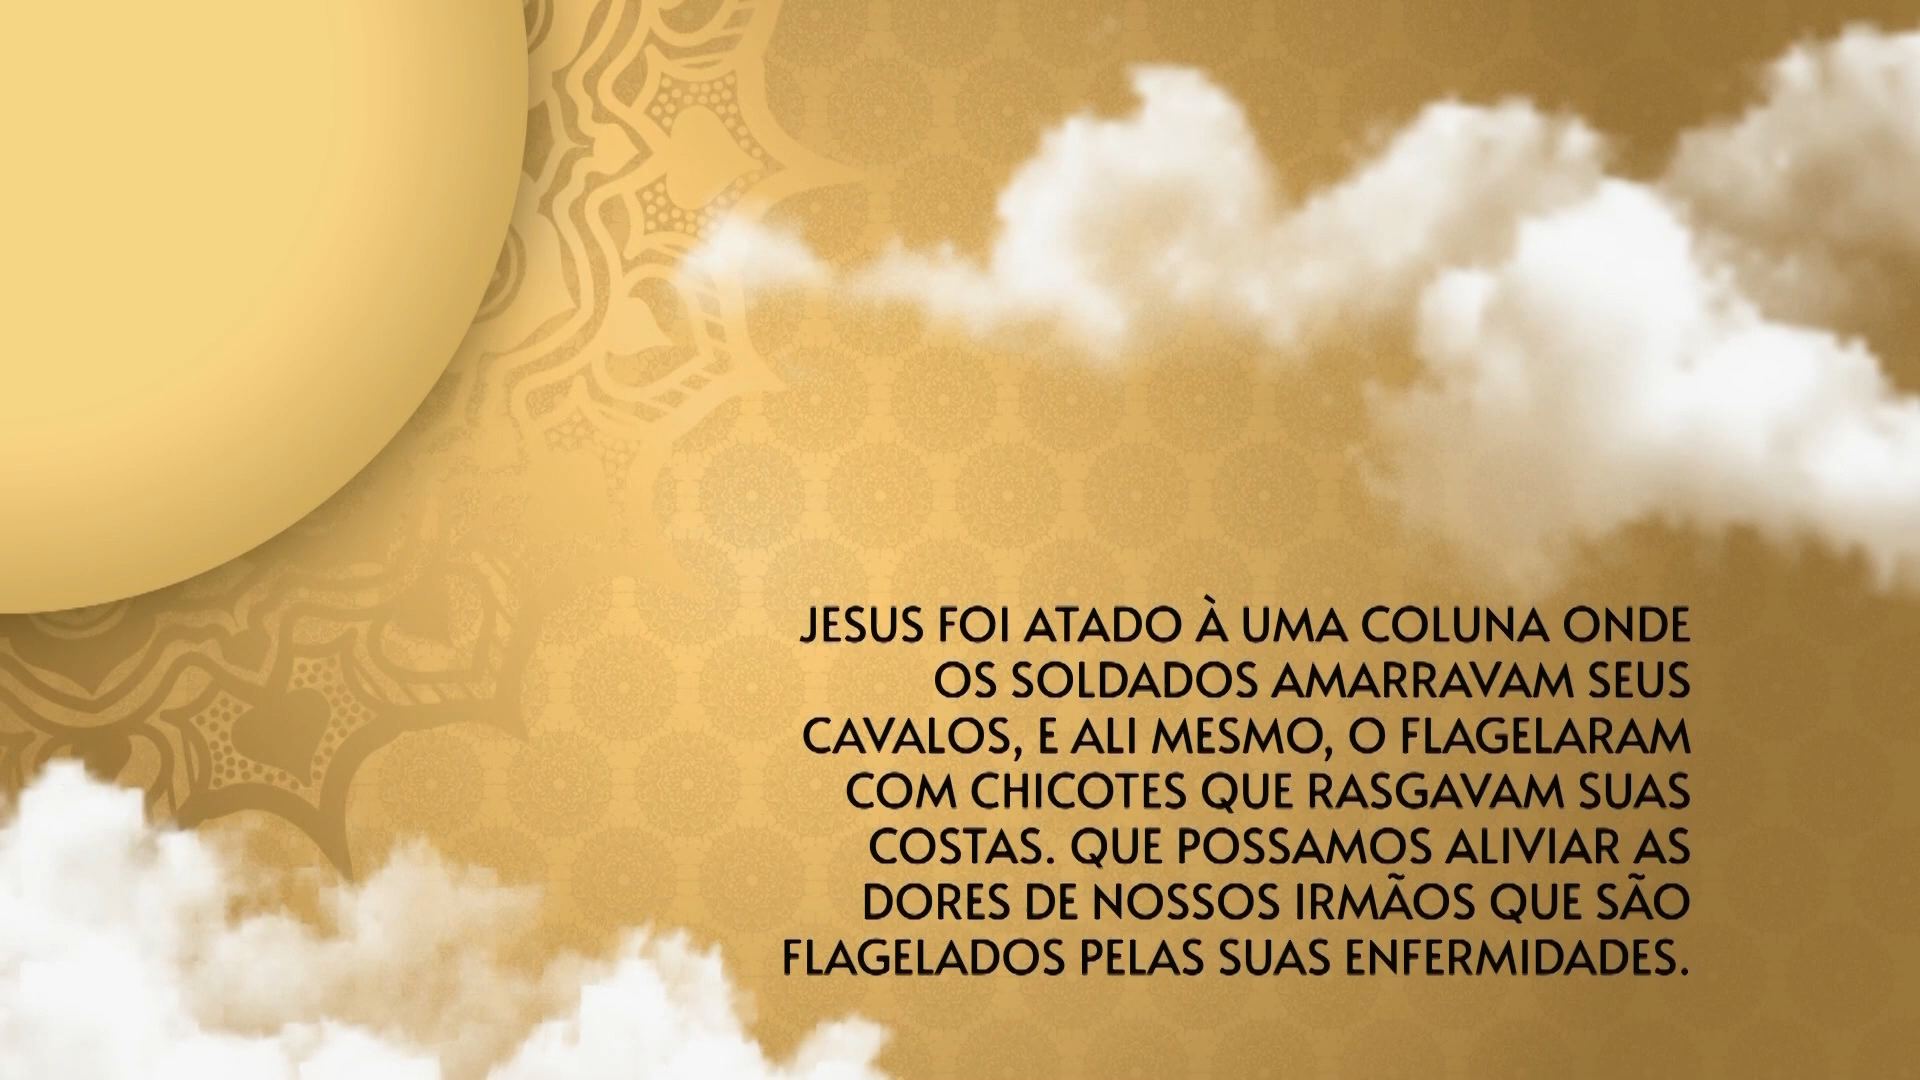 JESUS FOI ATADO À UMA COLUNA ONDE
OS SOLDADOS AMARRAVAM SEUS
CAVALOS, E ALI MESMO, O FLAGELARAM
COM CHICOTES QUE RASGAVAM SUAS
COSTAS. QUE POSSAMOS ALIVIAR AS
DORES DE NOSSOS IRMÃOS QUE SÃO
FLAGELADOS PELAS SUAS ENFERMIDADES.